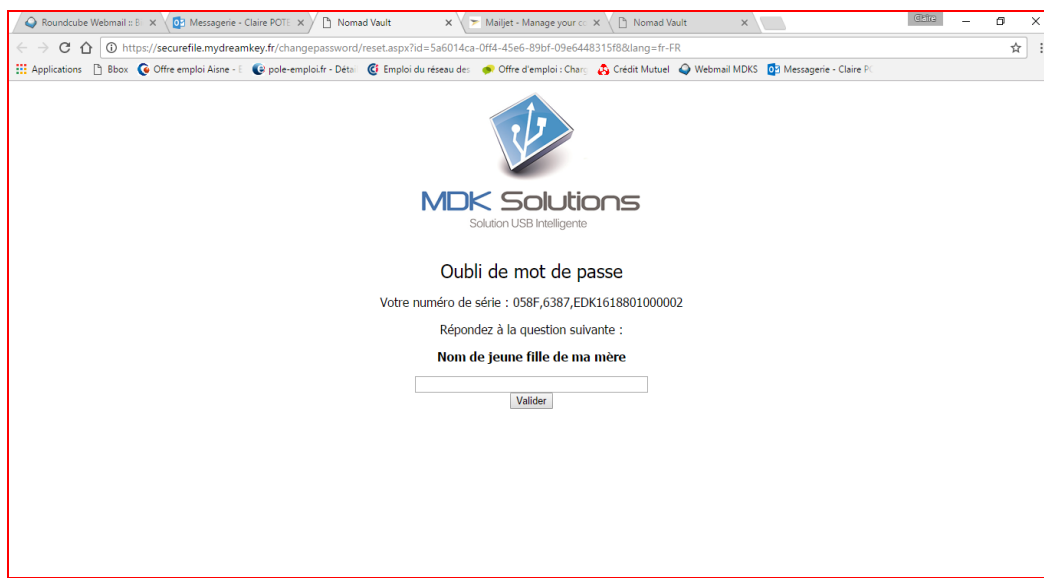 Roundcube Webmail :: B
Messagerie - Claire POTE
Nomad Vault
Mailjet - Manage your co
Nomad Vault
Claire
https://securefile.mydreamkey.fr/changepassword/reset.aspx?id=5a6014ca-0ff4-45e6-89bf-09e6448315f8&lang=fr-FR
Applications
Bbox
Offre emploi Aisne - E
pole-emploi.fr - Détai
Emploi du réseau des
Offre d'emploi : Charg
Crédit Mutuel
Webmail MDKS
Messagerie - Claire P
MDK Solutions
Solution USB Intelligente
Oubli de mot de passe
Votre numéro de série : 058F,6387,EDK1618801000002
Répondez à la question suivante :
Nom de jeune fille de ma mère
Valider